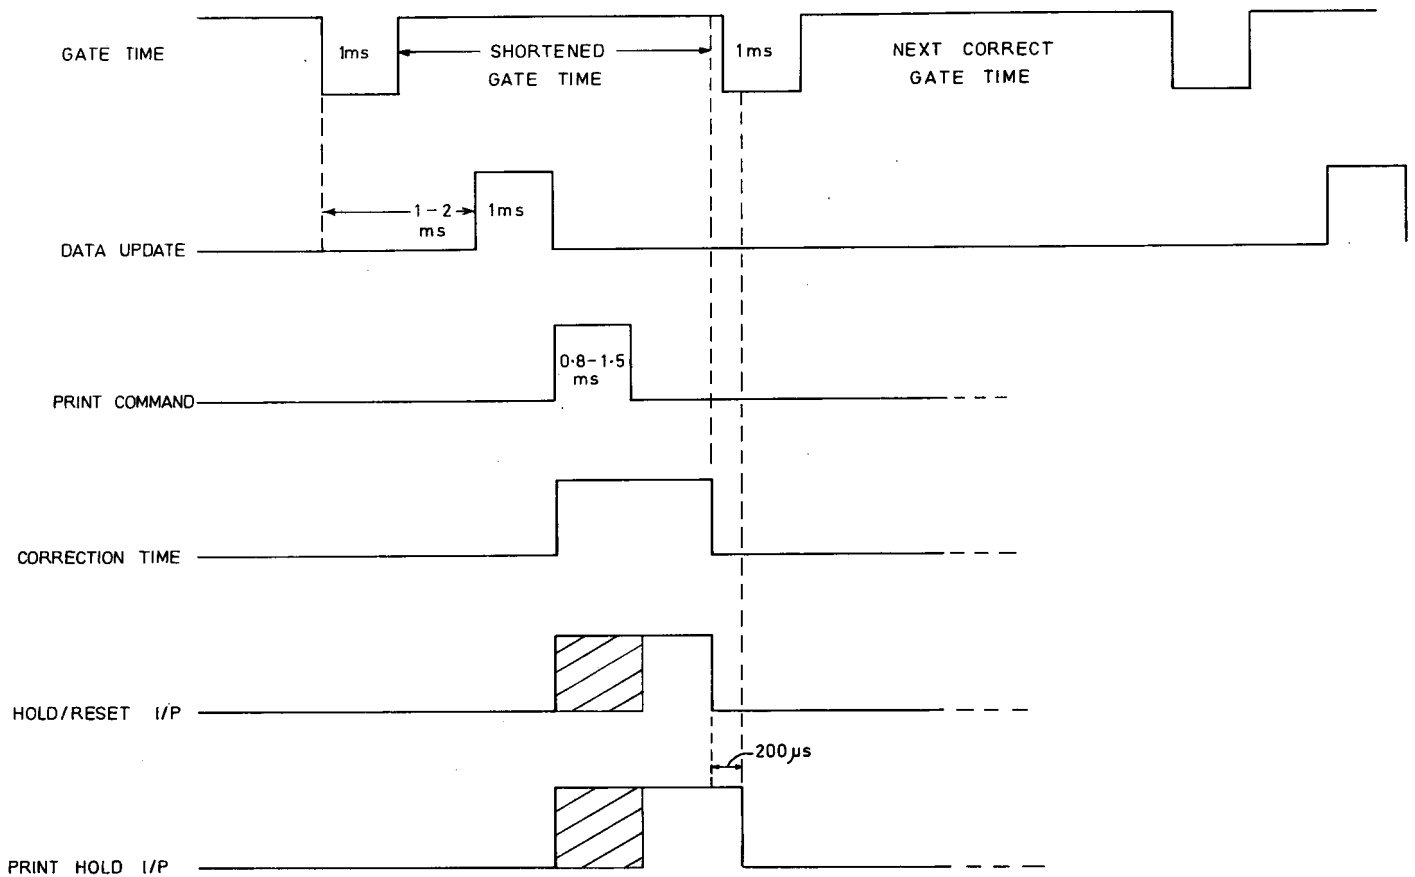 GATE TIME
1ms
SHORTENED
GATE TIME
1ms
NEXT CORRECT
GATE TIME
1-2
ms
1ms
DATA UPDATE
0·8-1·5
ms
PRINT COMMAND
CORRECTION TIME
HOLD/RESET I/P
200µs
PRINT HOLD I/P